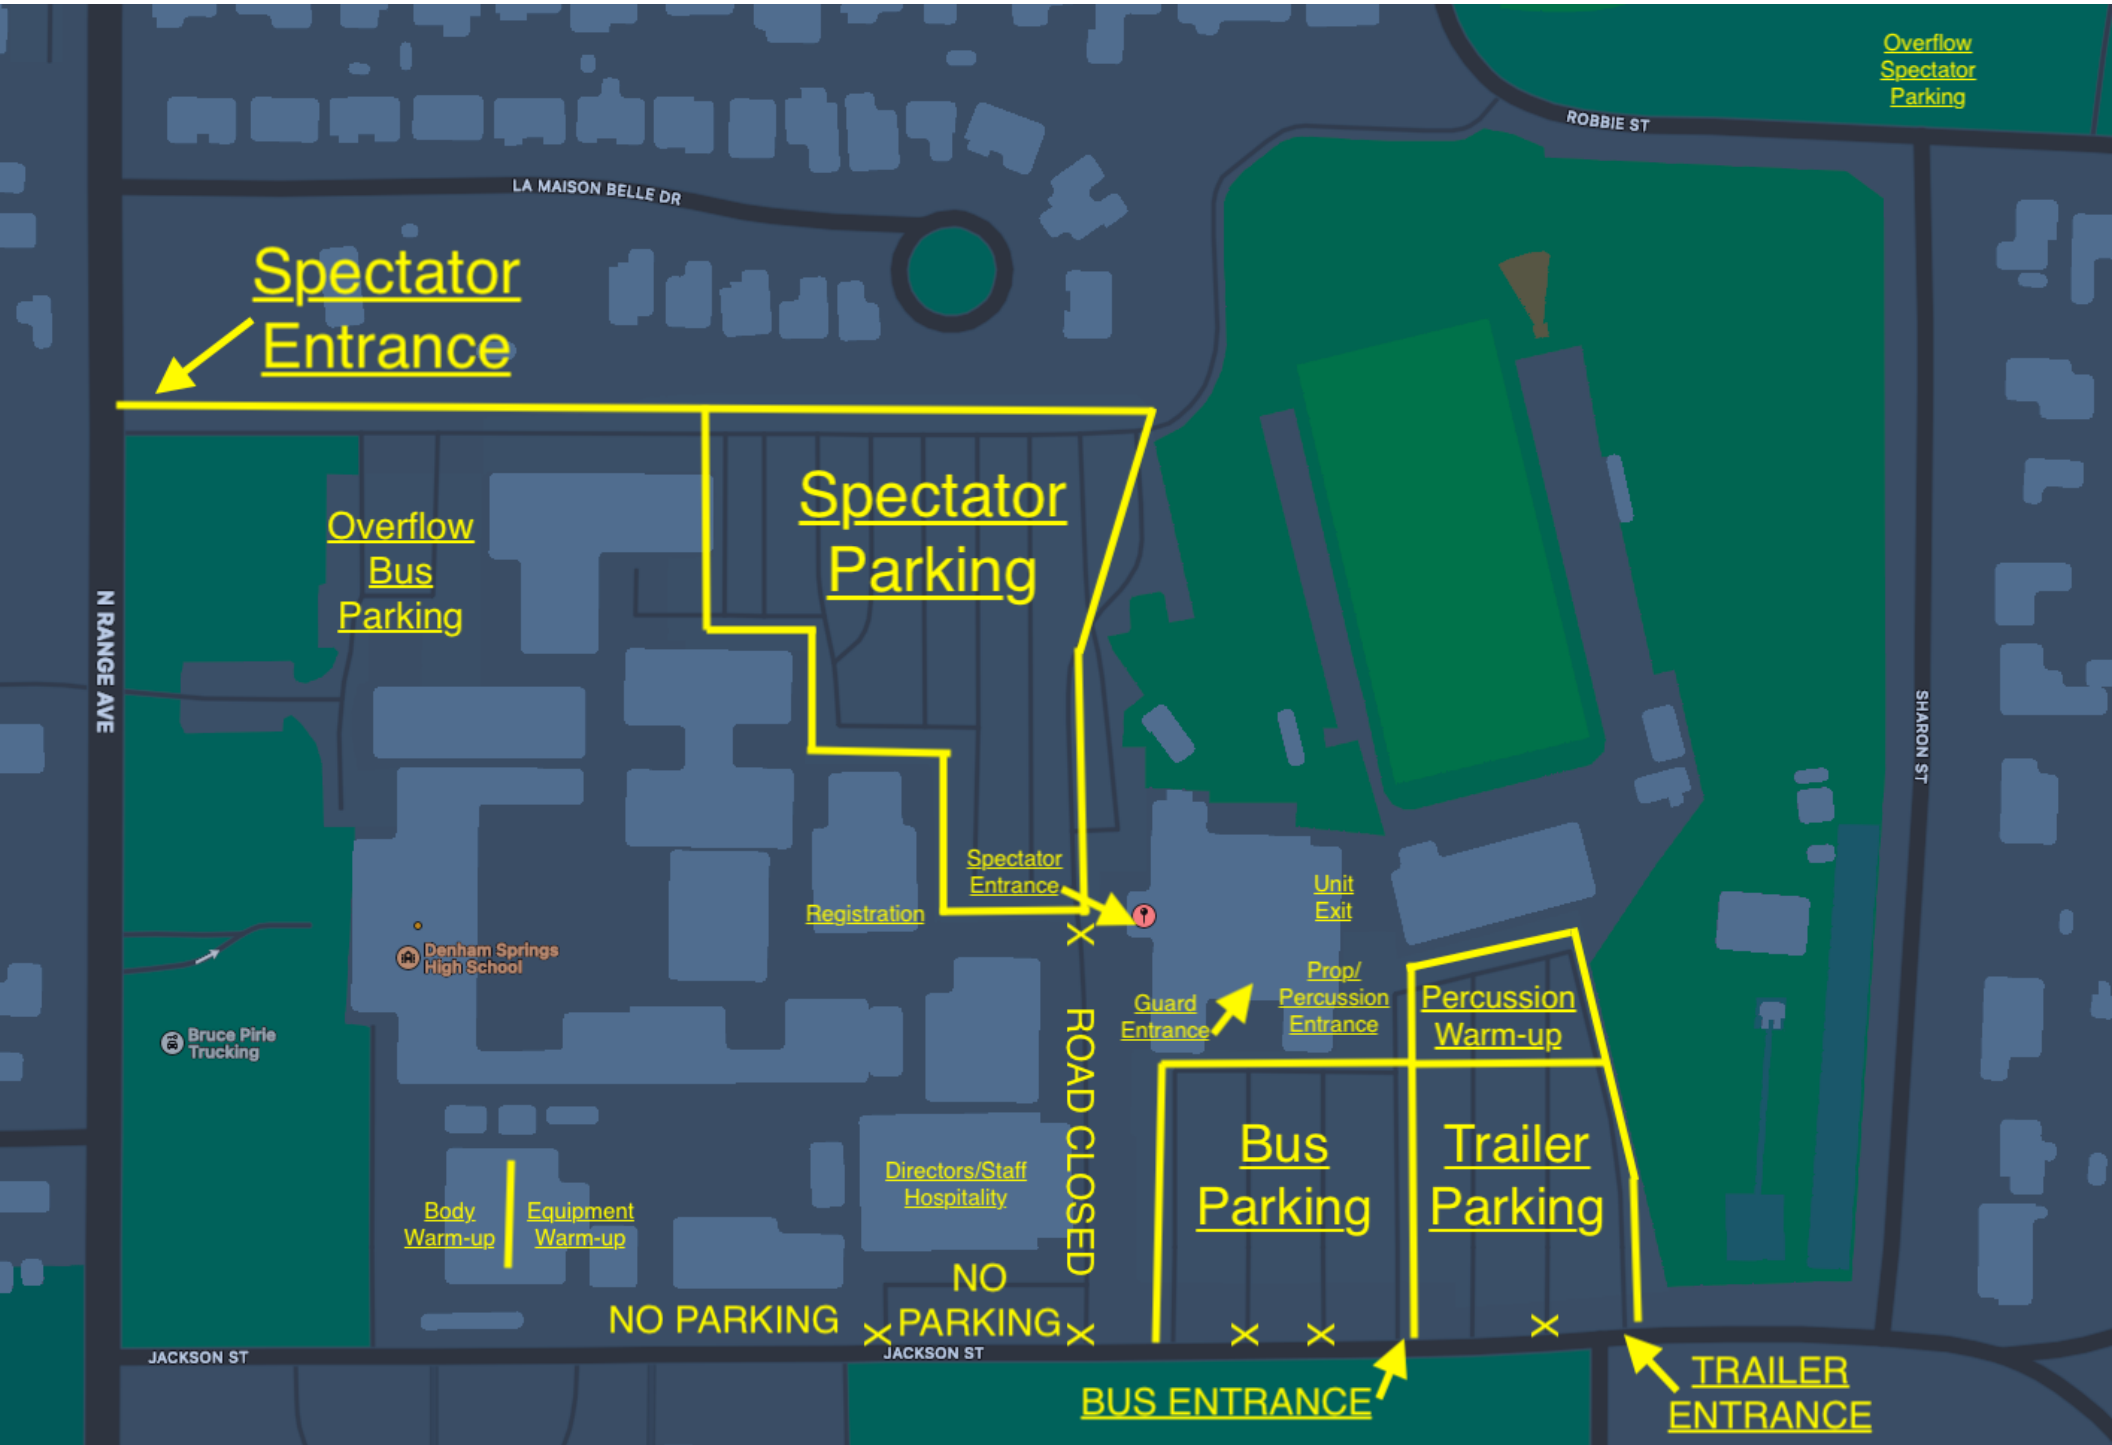 Overflow
Spectator
Parking
ROBBIE ST
LA MAISON BELLE DR
Spectator
Entrance
Spectator
Parking
Overflow
Bus
Parking
N RANGE AVE
SHARON ST
Spectator
Entrance
Registration
Unit
Exit
Denham Springs
High School
Prop/
Percussion
Entrance
Guard
Entrance
Percussion
Warm-up
Bruce Pirie
Trucking
X
ROAD CLOSED
Bus
Parking
Trailer
Parking
Directors/Staff
Hospitality
Body
Warm-up
Equipment
Warm-up
NO PARKING
NO
PARKING
X
X
X
X
X
JACKSON ST
JACKSON ST
BUS ENTRANCE
TRAILER
ENTRANCE